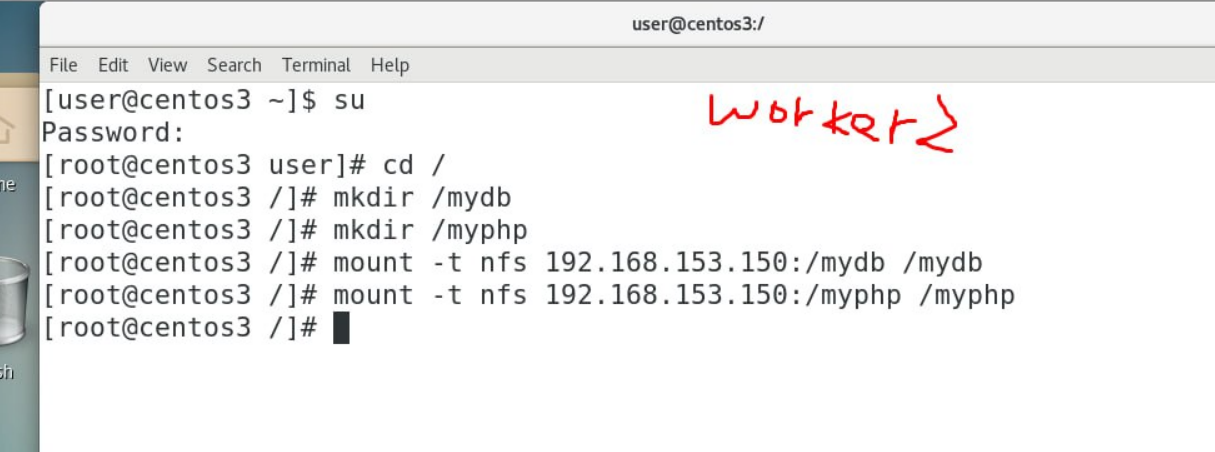 user@centos3:/
File Edit View Search Terminal Help
[user@centos3 ~]$ su
worker2
Password:
[root@centos3 user]# cd /
[root@centos3 /]# mkdir /mydb
[root@centos3 /]# mkdir /myphp
[root@centos3 /]# mount -t nfs 192.168.153.150:/mydb /mydb
[root@centos3 /]# mount -t nfs 192.168.153.150:/myphp /myphp
[root@centos3 /]#